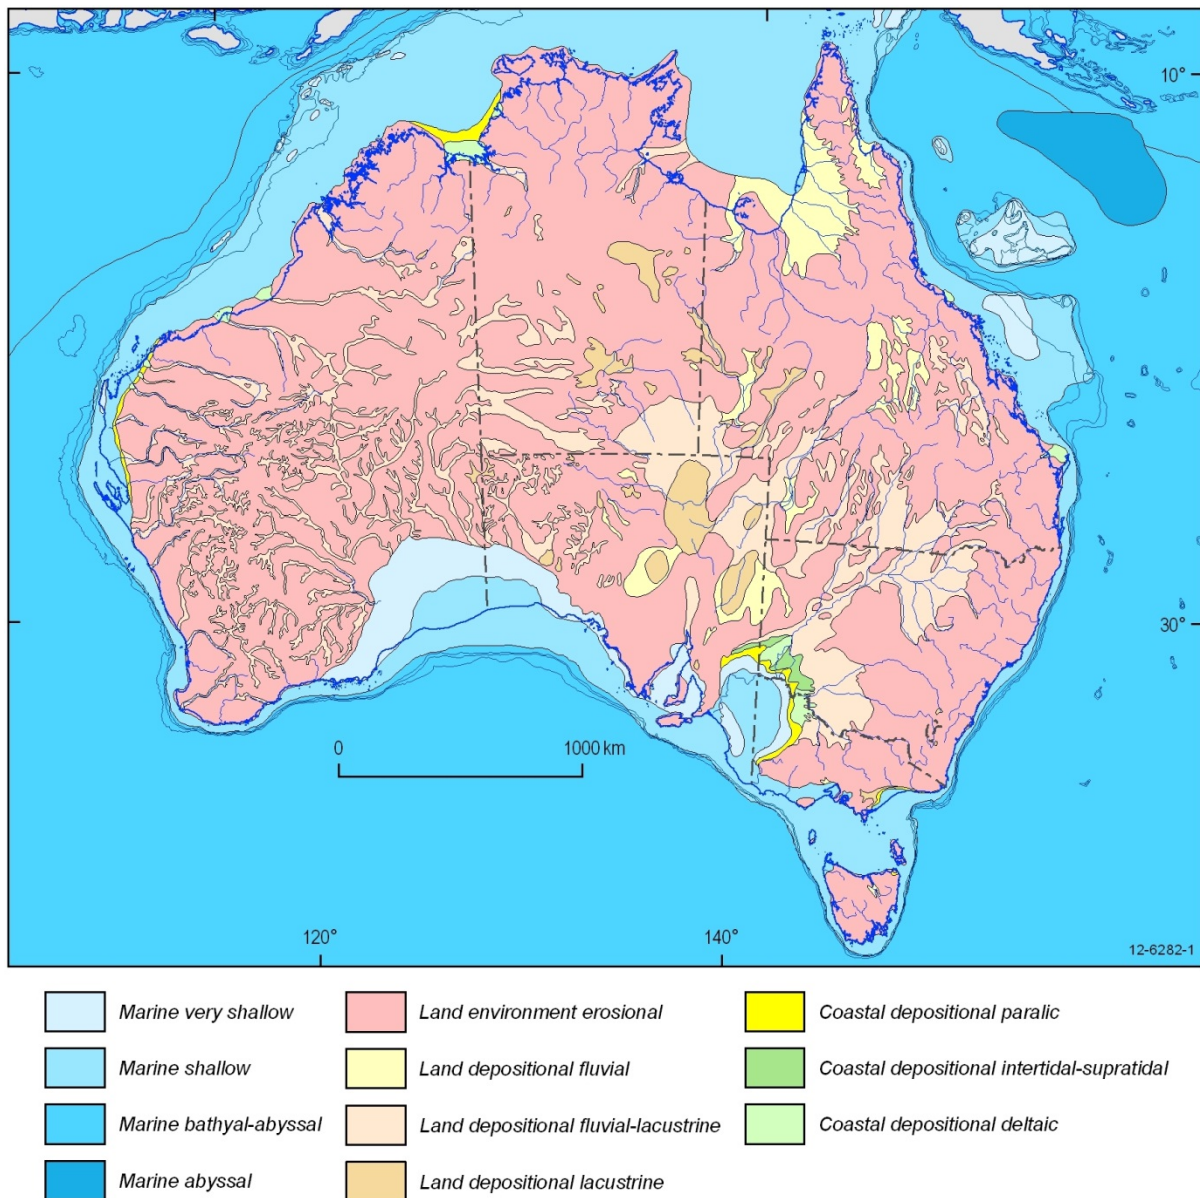 10°
30°
0 1000 km
120° 140°
12-6282-1
Marine very shallow
Land environment erosional
Coastal depositional paralic
Marine shallow
Land depositional fluvial
Coastal depositional intertidal-supratidal
Marine bathyal-abyssal
Land depositional fluvial-lacustrine
Coastal depositional deltaic
Marine abyssal
Land depositional lacustrine